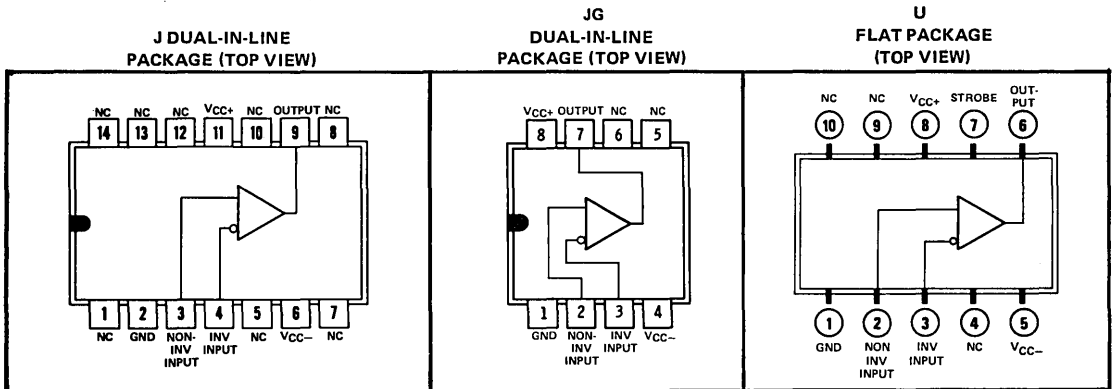 J DUAL-IN-LINE
PACKAGE (TOP VIEW)
NC NC NC VCC+ NC OUTPUT NC
14 13 12 11 10 9 8
1 2 3 4 5 6 7
NC GND NON- INV NC VCC− NC
INV INPUT
INPUT
JG
DUAL-IN-LINE
PACKAGE (TOP VIEW)
VCC+ OUTPUT NC NC
8 7 6 5
1 2 3 4
GND NON- INV VCC−
INV INPUT
INPUT
U
FLAT PACKAGE
(TOP VIEW)
NC NC VCC+ STROBE OUT-
PUT
10 9 8 7 6
1 2 3 4 5
GND NON INV NC VCC−
INV INPUT
INPUT